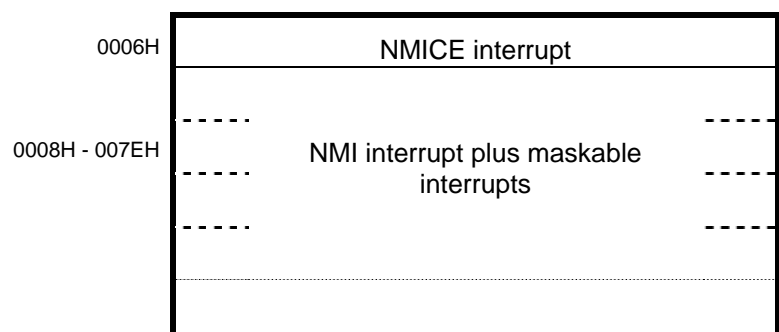 0006H NMICE interrupt
0008H - 007EH NMI interrupt plus maskable
interrupts